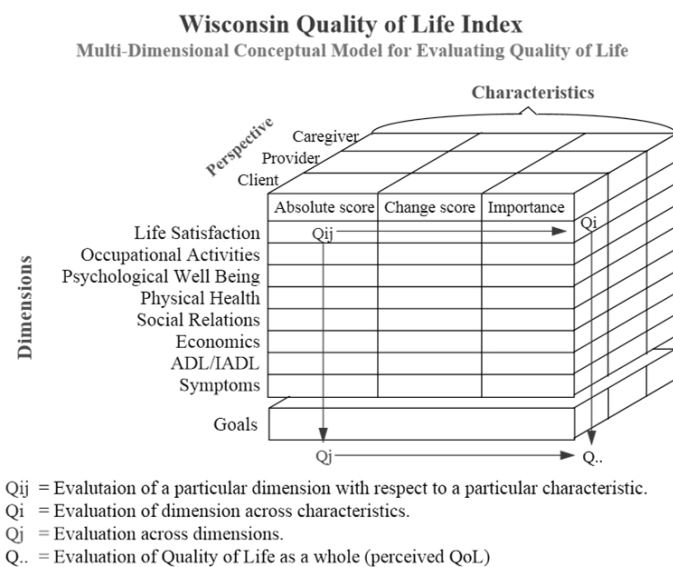 Wisconsin Quality of Life Index
Multi-Dimensional Conceptual Model for Evaluating Quality of Life
Characteristics
Perspective
Caregiver
Provider
Client
Absolute score Change score Importance
Dimensions
Life Satisfaction Qij Qi
Occupational Activities
Psychological Well Being
Physical Health
Social Relations
Economics
ADL/IADL
Symptoms
Goals
Qj Q..
Qij = Evalutaion of a particular dimension with respect to a particular characteristic.
Qi = Evaluation of dimension across characteristics.
Qj = Evaluation across dimensions.
Q.. = Evaluation of Quality of Life as a whole (perceived QoL)